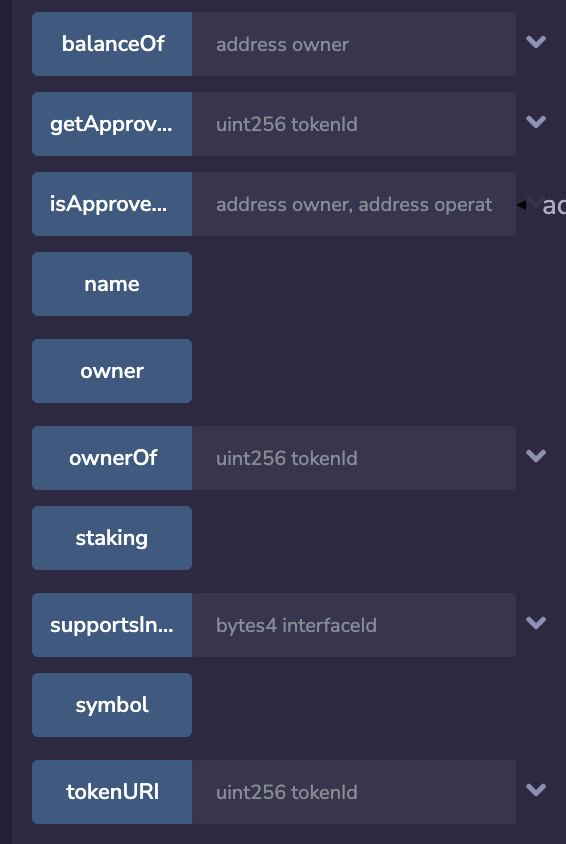 balanceOf address owner
getApprov... uint256 tokenId
isApprove... address owner, address operat
name
owner
ownerOf uint256 tokenId
staking
supportsIn... bytes4 interfaceId
symbol
tokenURI uint256 tokenId